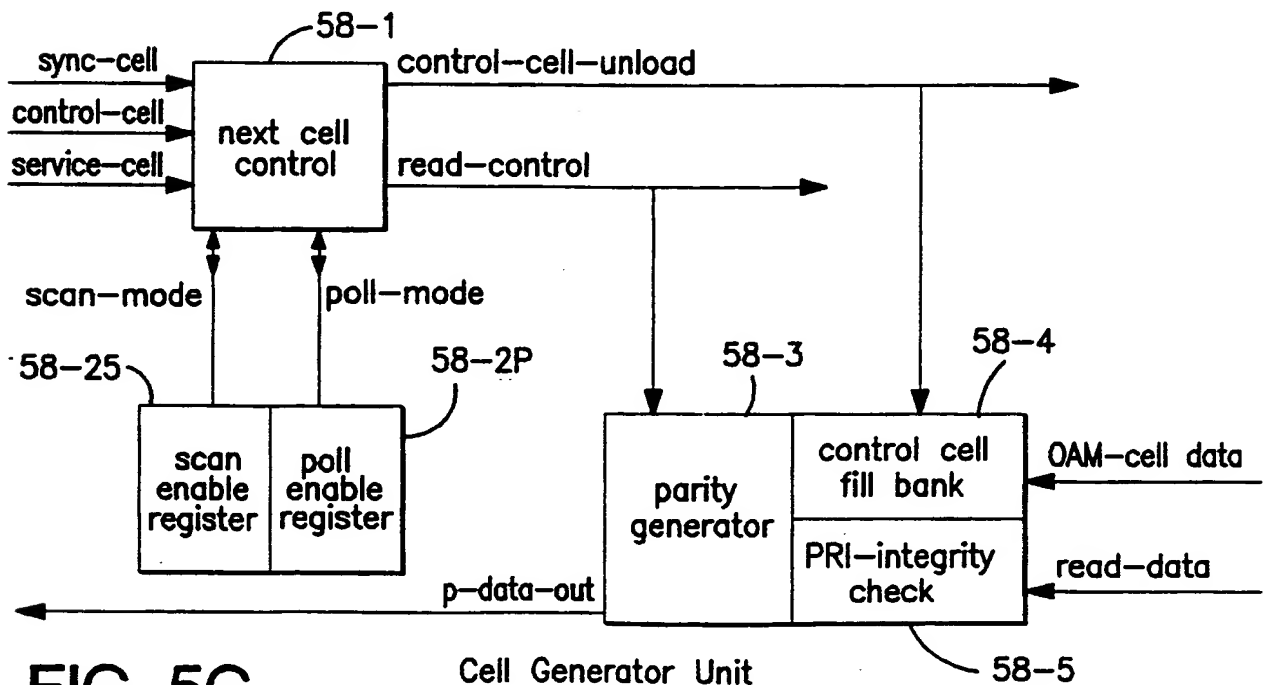 58-1
sync-cell
control-cell-unload
control-cell
next cell
control
service-cell
read-control
scan-mode
poll-mode
58-25
58-2P
58-3
58-4
scan
enable
register
poll
enable
register
parity
generator
control cell
fill bank
OAM-cell data
PRI-integrity
check
read-data
p-data-out
FIG. 5C
Cell Generator Unit
58-5